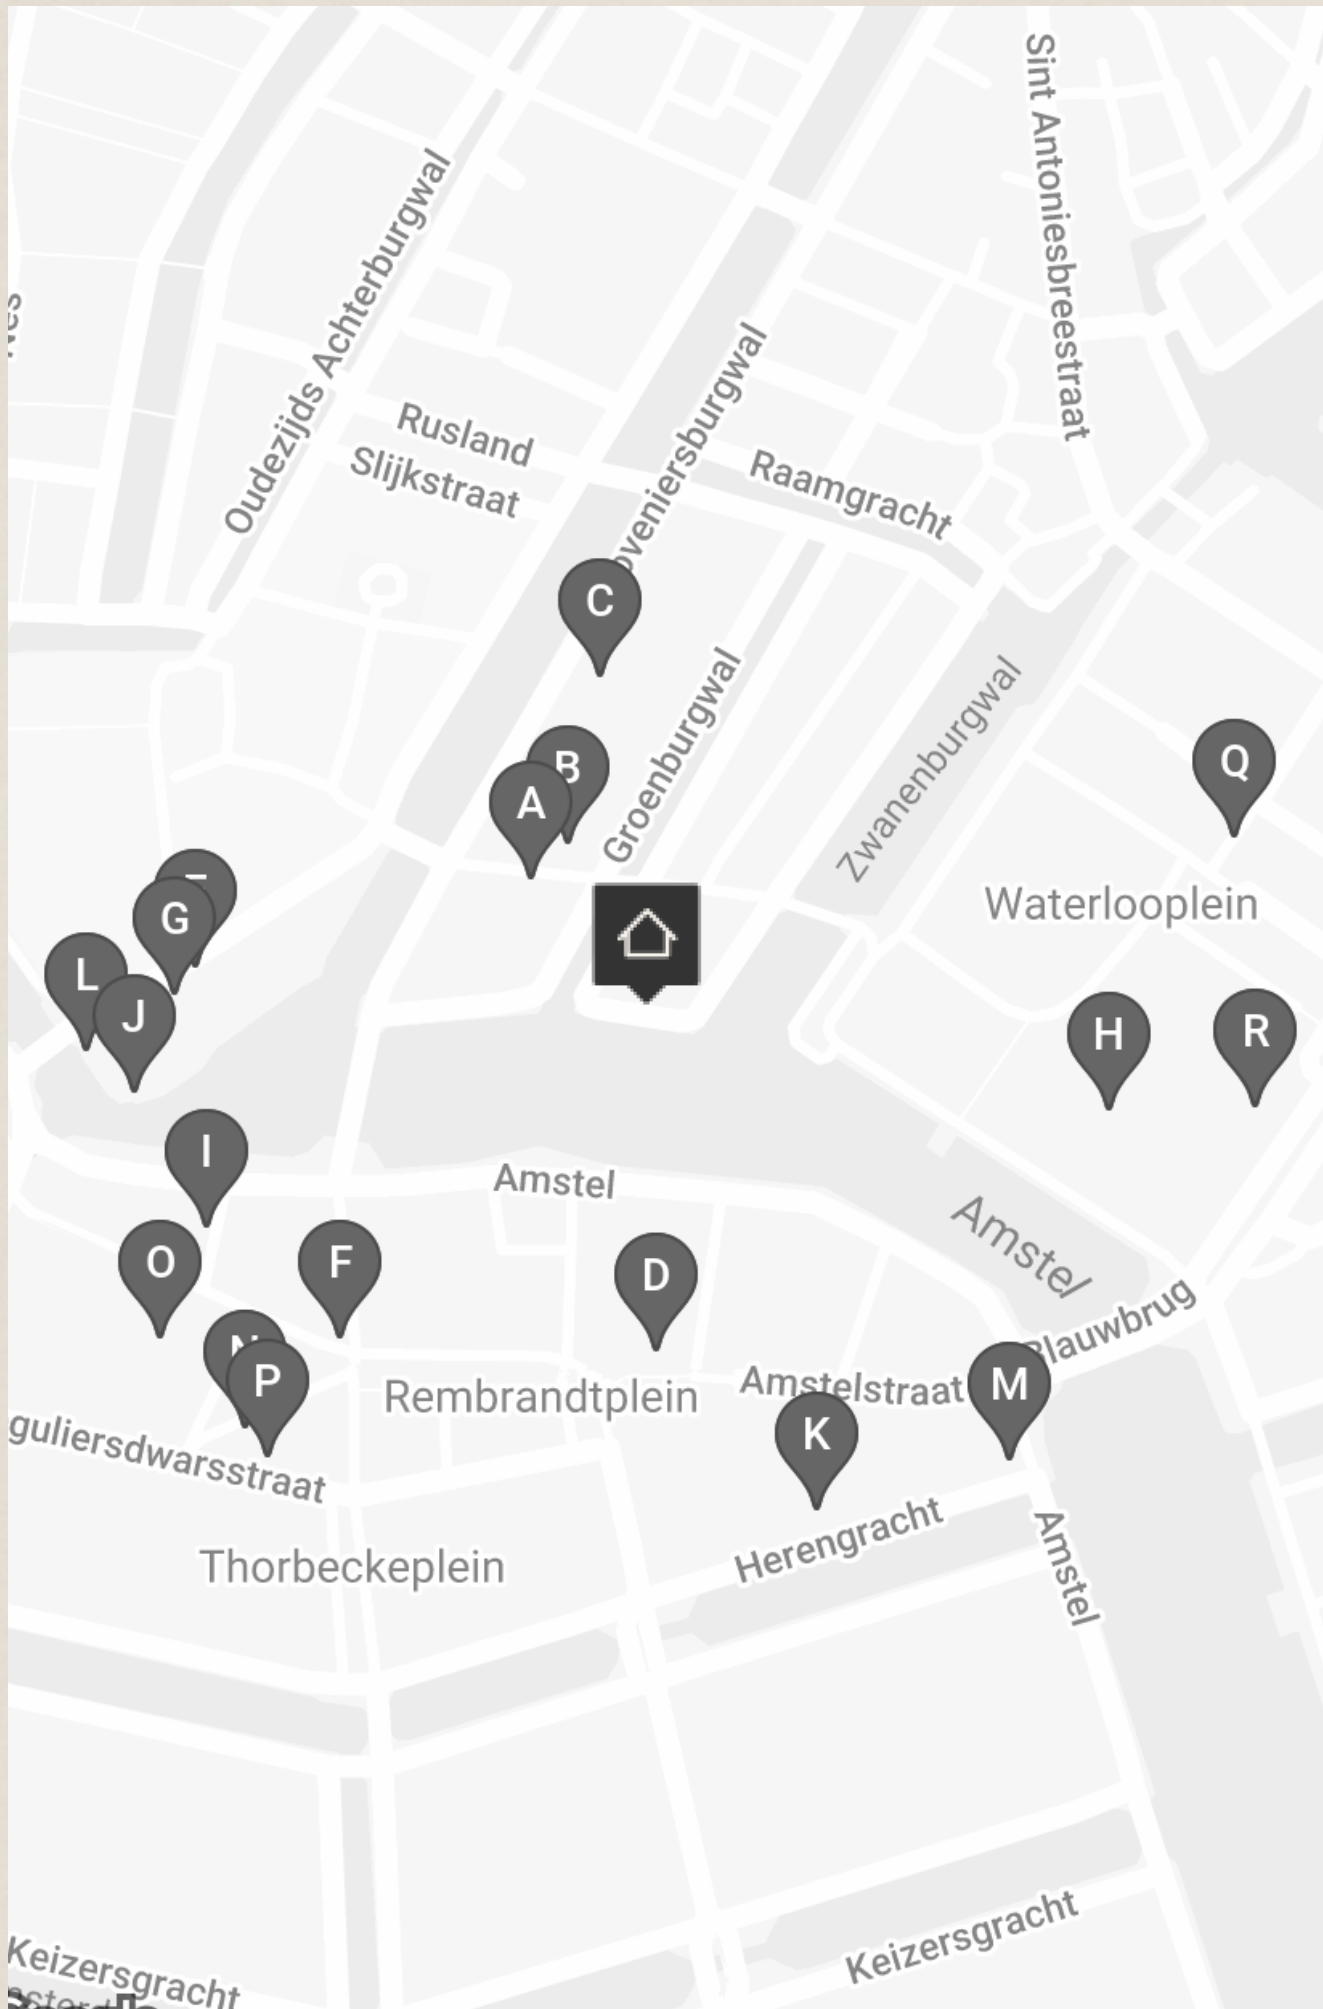 Sint Antoniesbreestraat
Oudezijds Achterburgwal
Rusland
Slijkstraat
Raamgracht
C
Groenburgwal
Zwanenburgwal
B
A
Q
Waterlooplein
G
L
J
H
R
I
Amstel
Amstel
O
F
D
Blauwbrug
N
P
Rembrandtplein
Amstelstraat
M
K
guliersdwarsstraat
Herengracht
Amstel
Thorbeckeplein
Keizersgracht
Keizersgracht